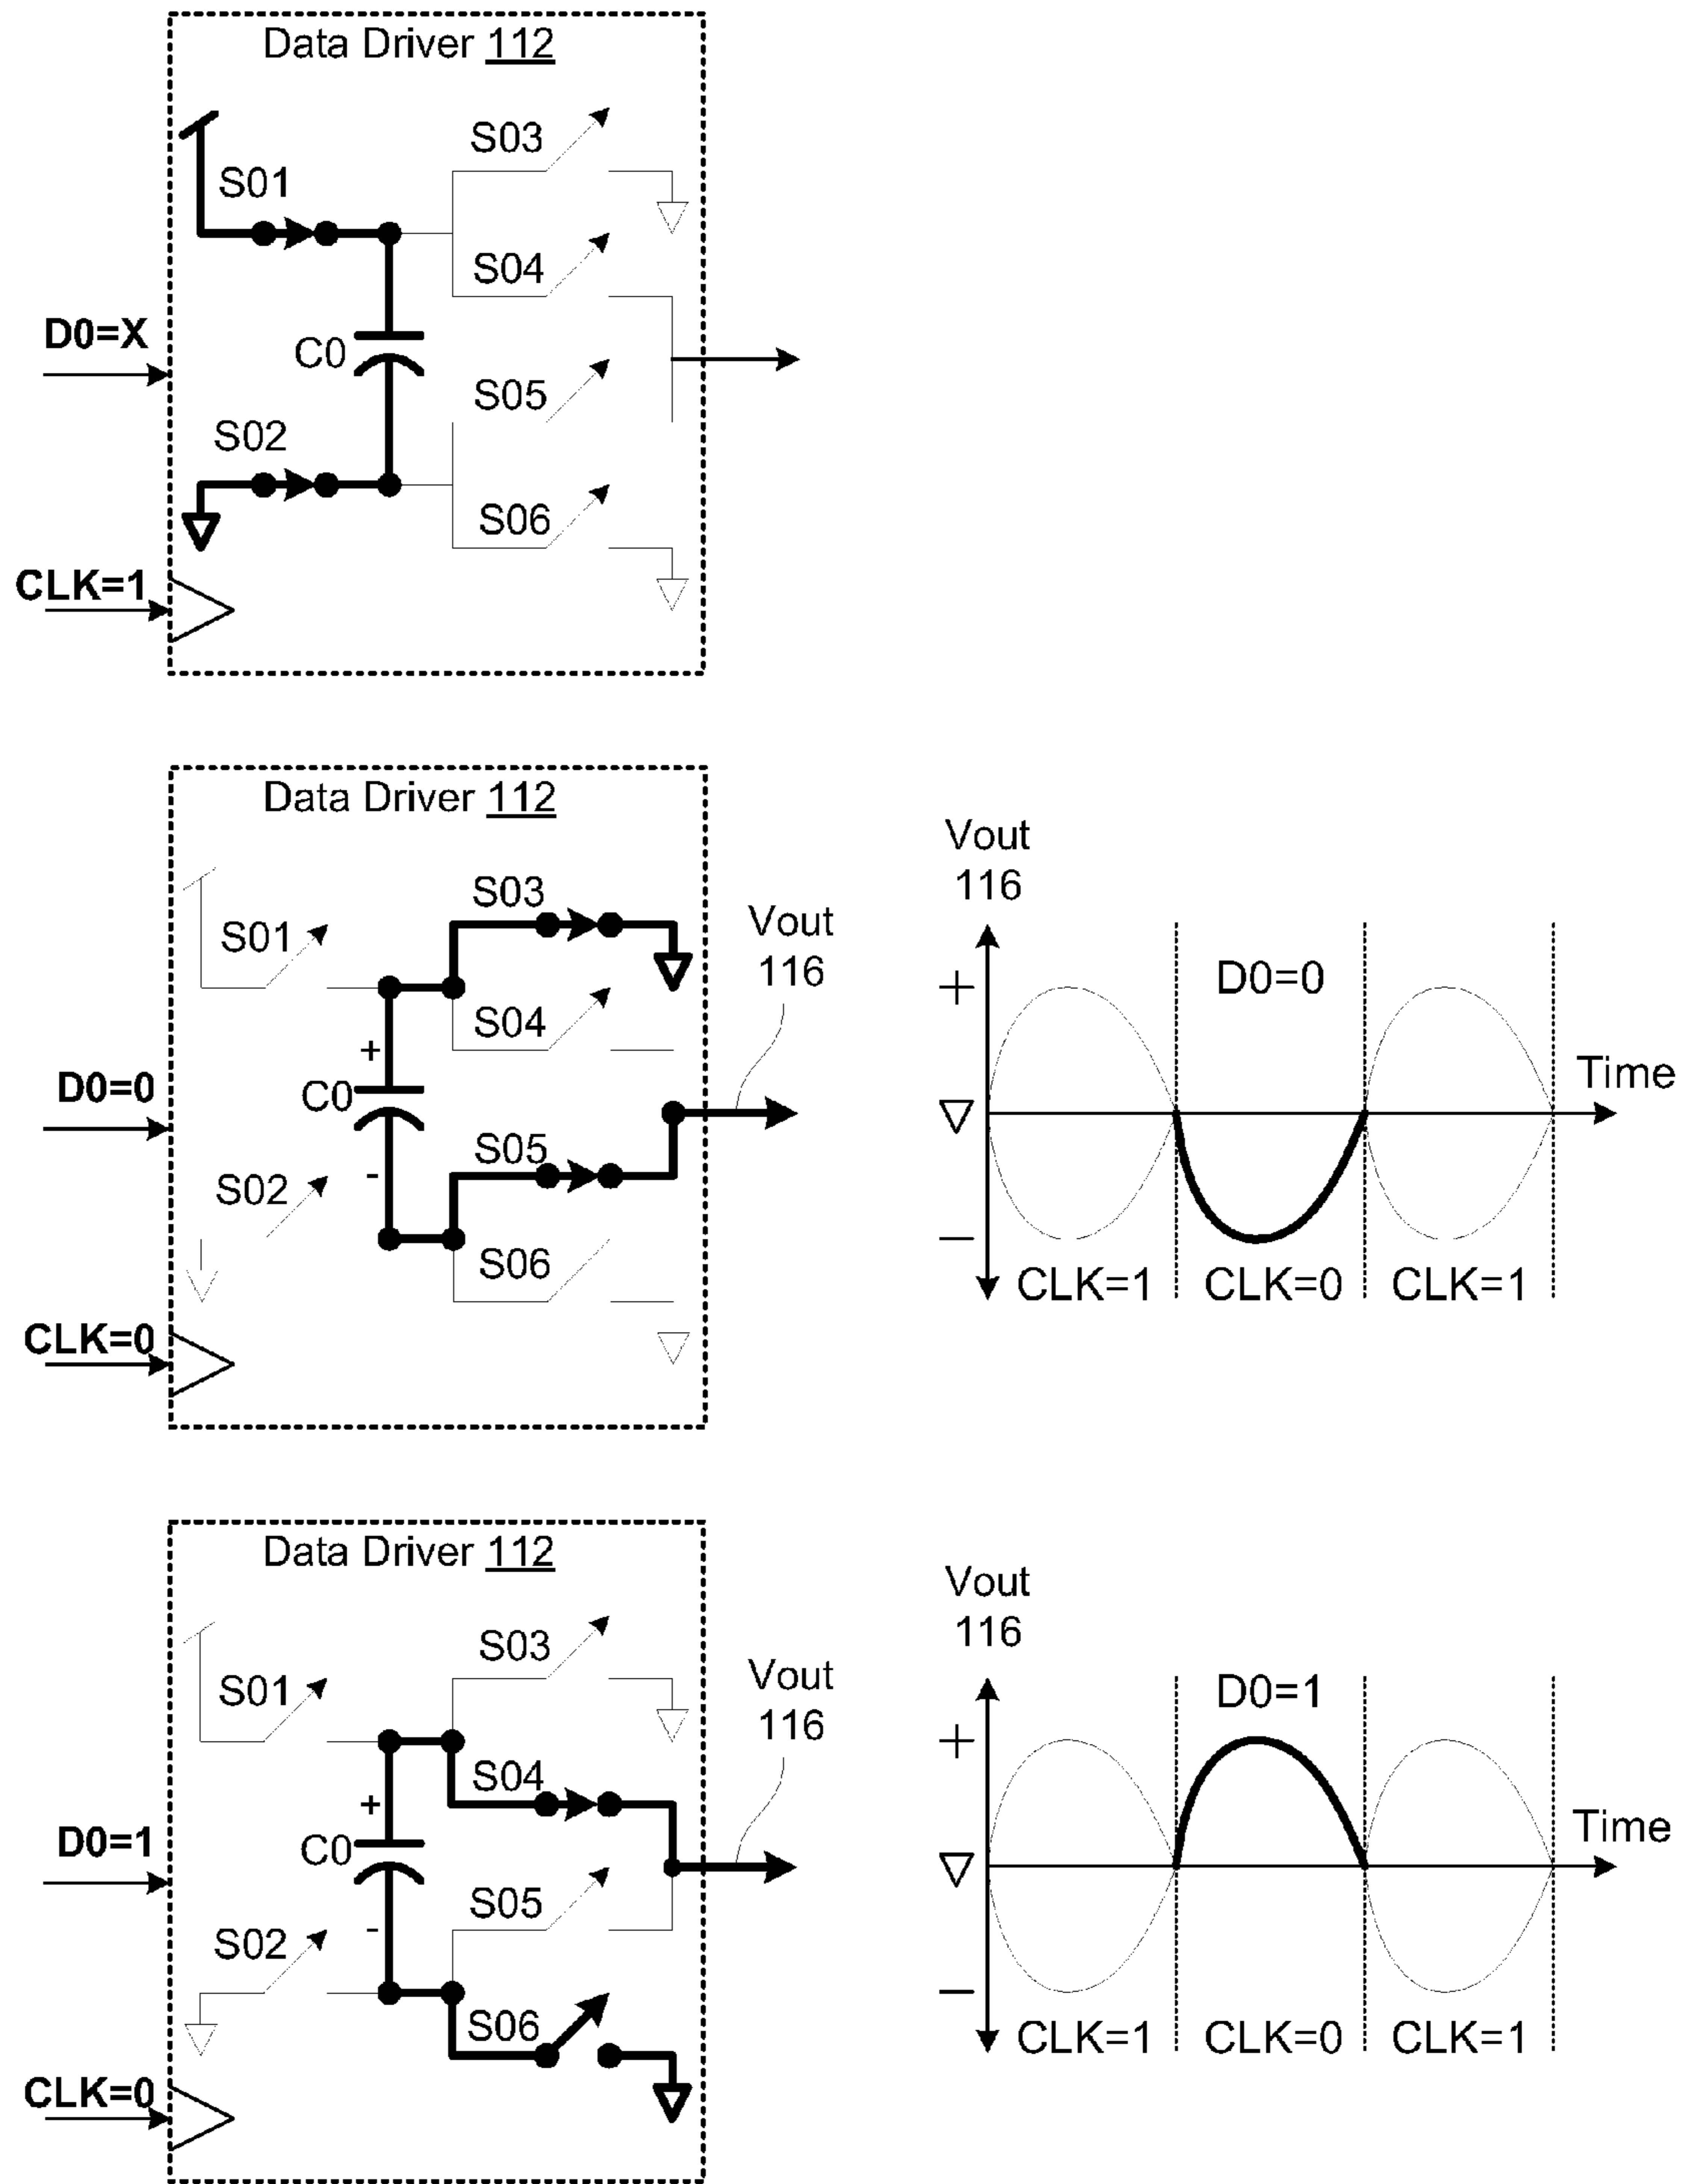 Data Driver 112
S03
S01
S04
D0=X
C0
S05
S02
S06
CLK=1
Data Driver 112
S03
S01
S04
+
D0=0
C0
S05
S02
-
S06
CLK=0
Vout
116
Vout
116
+
D0=0
Time
−
CLK=1
CLK=0
CLK=1
Data Driver 112
S03
S01
S04
+
D0=1
C0
S05
S02
-
S06
CLK=0
Vout
116
Vout
116
D0=1
+
Time
−
CLK=1
CLK=0
CLK=1